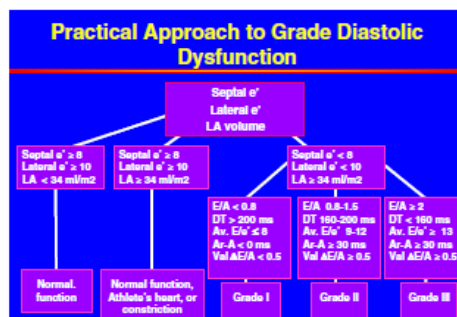 Practical Approach to Grade Diastolic
Dysfunction
Septal e'
Lateral e'
LA volume
Septal e' ≥ 8
Lateral e' ≥ 10
LA < 34 ml/m2
Septal e' ≥ 8
Lateral e' ≥ 10
LA ≥ 34 ml/m2
Septal e' < 8
Lateral e' < 10
LA ≥ 34 ml/m2
E/A < 0.8
DT > 200 ms
Av. E/e' ≤ 8
Ar-A < 0 ms
Val ΔE/A < 0.5
E/A 0.8-1.5
DT 160-200 ms
Av. E/e' 9-12
Ar-A ≥ 30 ms
Val ΔE/A ≥ 0.5
E/A ≥ 2
DT < 160 ms
Av. E/e' ≥ 13
Ar-A ≥ 30 ms
Val ΔE/A ≥ 0.5
Normal.
function
Normal function,
Athlete's heart, or
constriction
Grade I
Grade II
Grade III